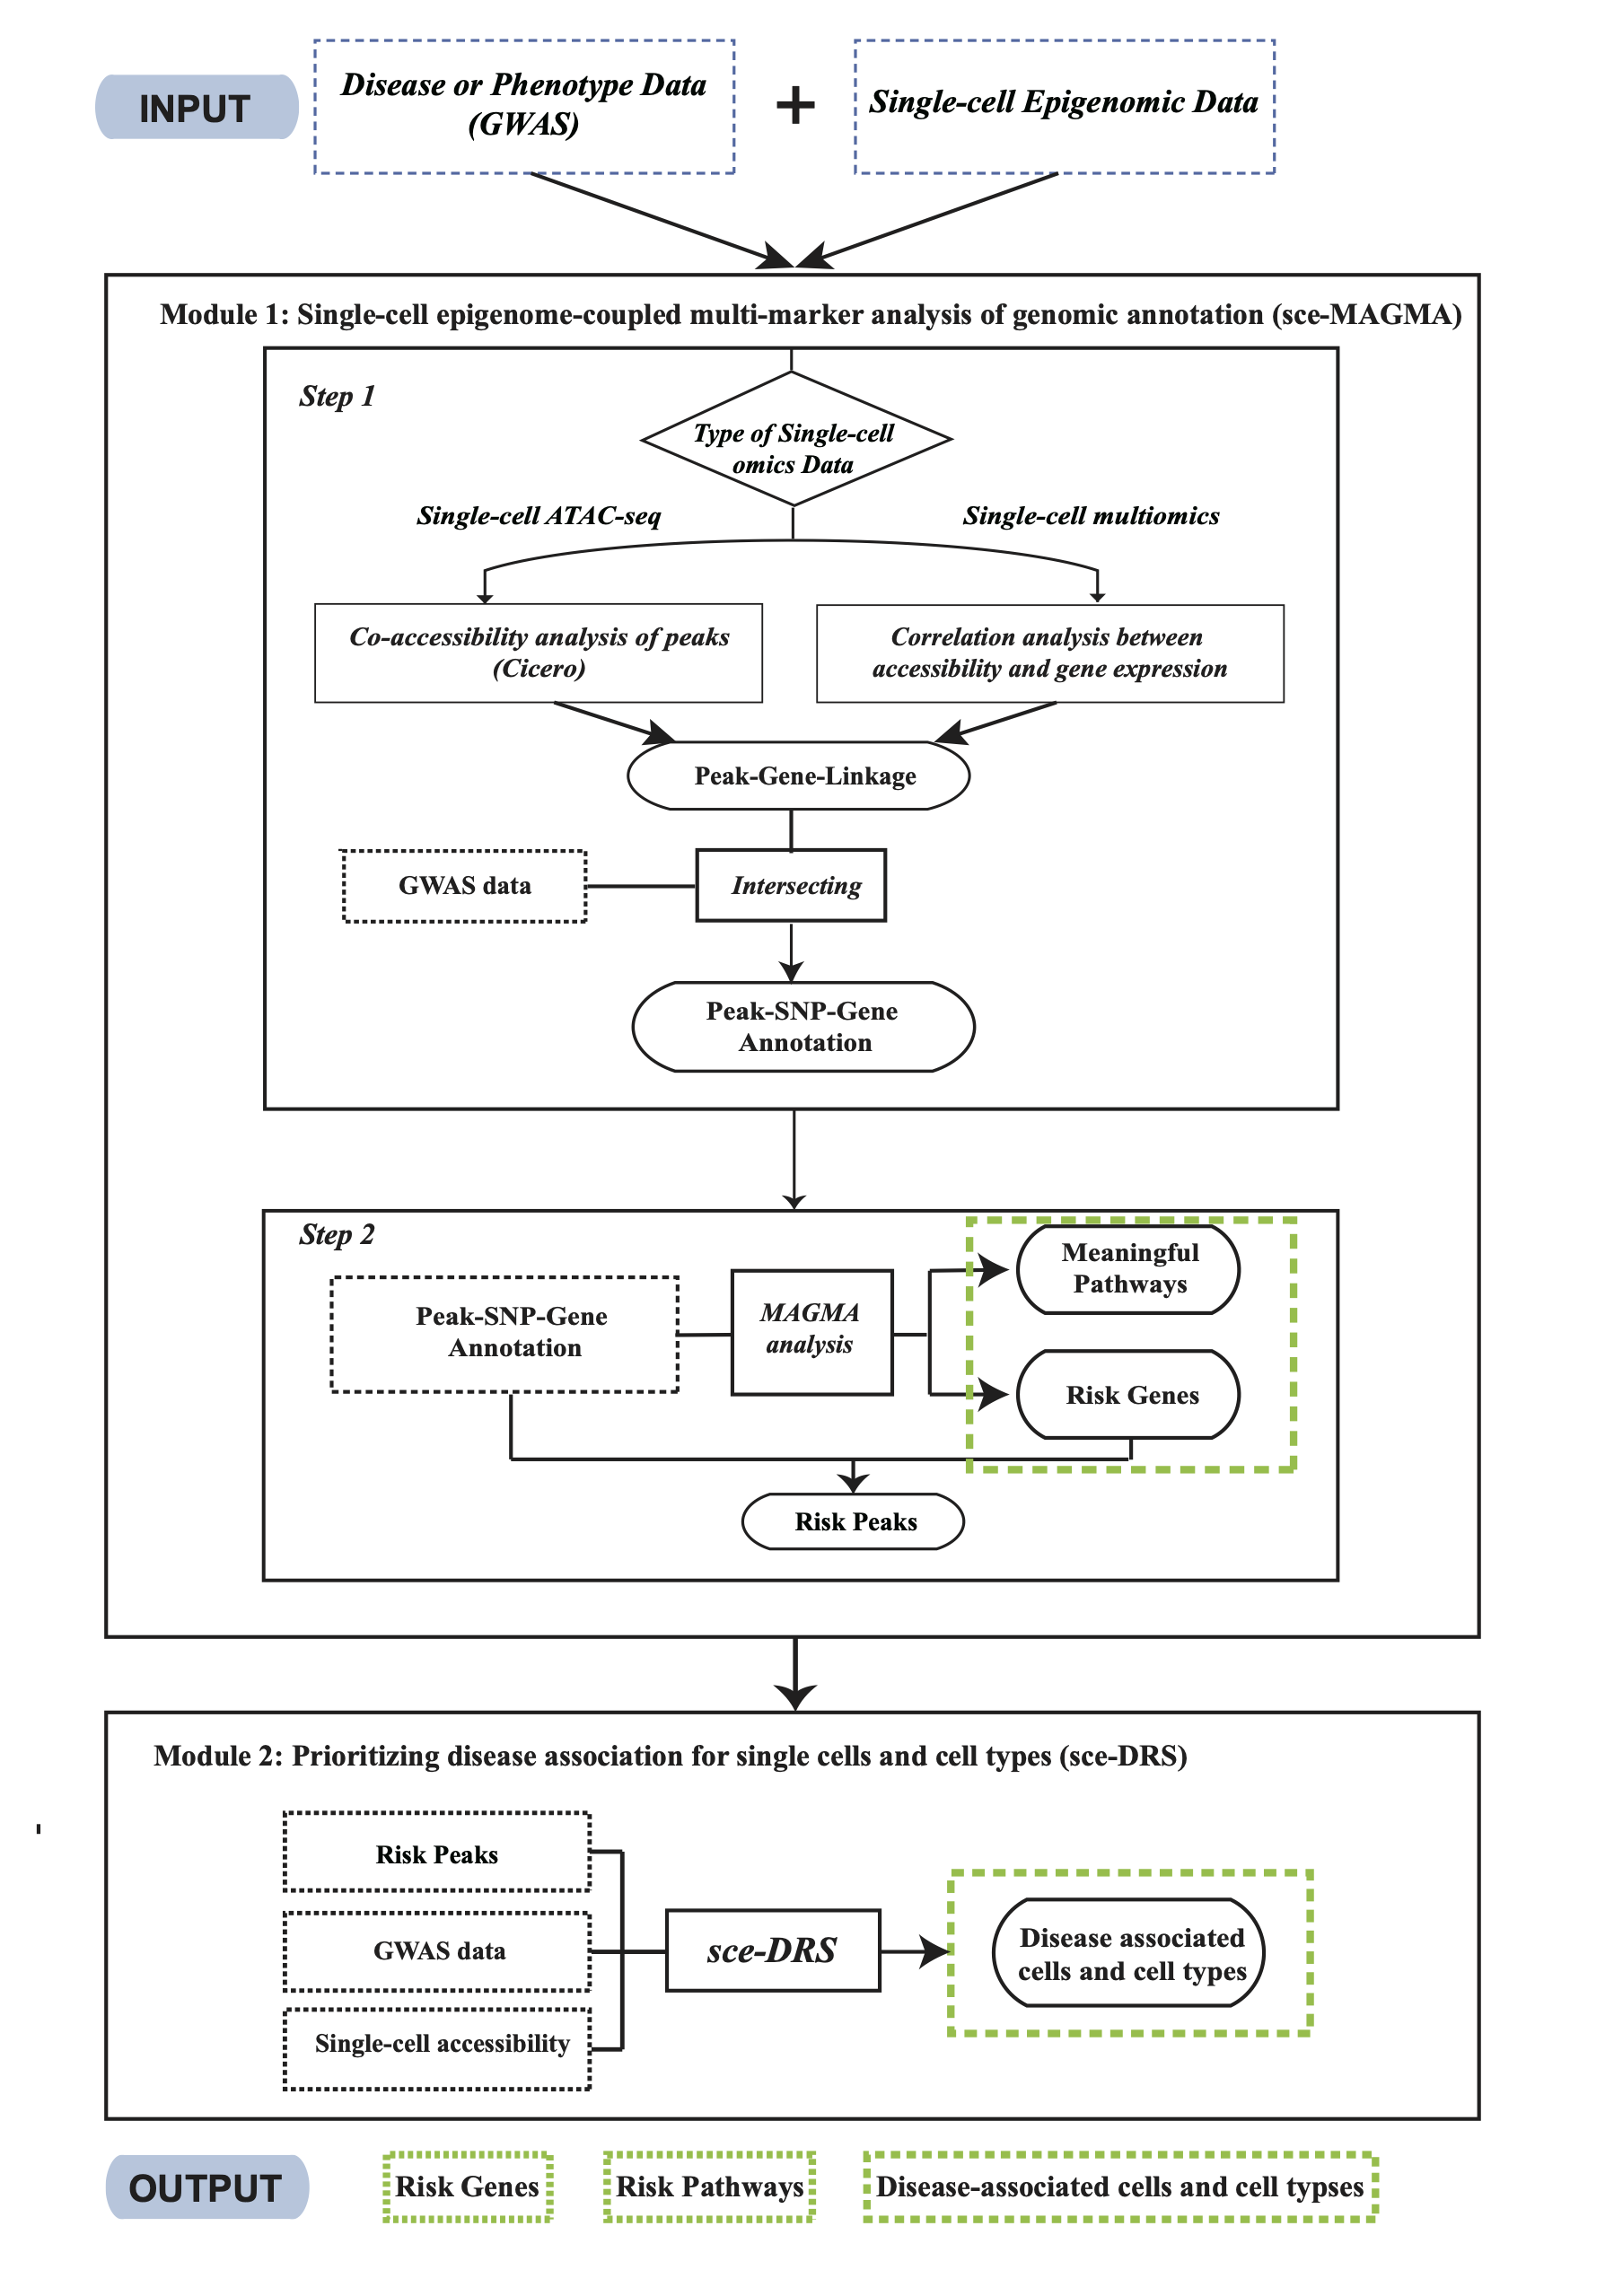 INPUT
Disease or Phenotype Data
(GWAS)
+
Single-cell Epigenomic Data
Module 1: Single-cell epigenome-coupled multi-marker analysis of genomic annotation (sce-MAGMA)
Step 1
Type of Single-cell
omics Data
Single-cell ATAC-seq
Single-cell multiomics
Co-accessibility analysis of peaks
(Cicero)
Correlation analysis between
accessibility and gene expression
Peak-Gene-Linkage
GWAS data
Intersecting
Peak-SNP-Gene
Annotation
Step 2
Peak-SNP-Gene
Annotation
MAGMA
analysis
Meaningful
Pathways
Risk Genes
Risk Peaks
Module 2: Prioritizing disease association for single cells and cell types (sce-DRS)
Risk Peaks
GWAS data
Single-cell accessibility
sce-DRS
Disease associated
cells and cell types
OUTPUT
Risk Genes
Risk Pathways
Disease-associated cells and cell typses